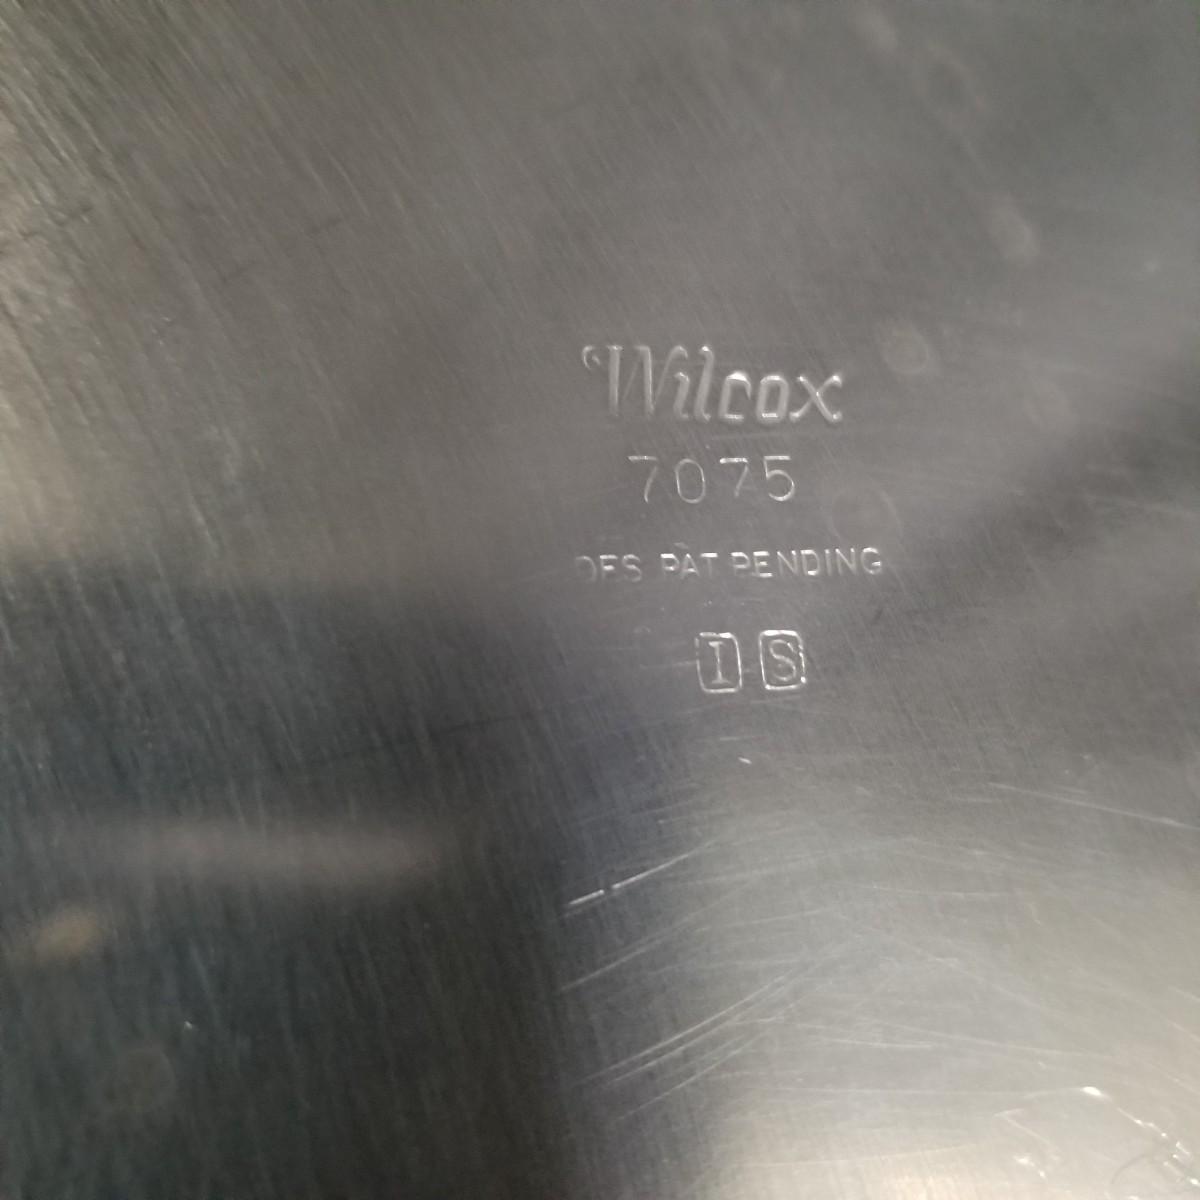 Wilcox
7075
DES PAT PENDING
I S